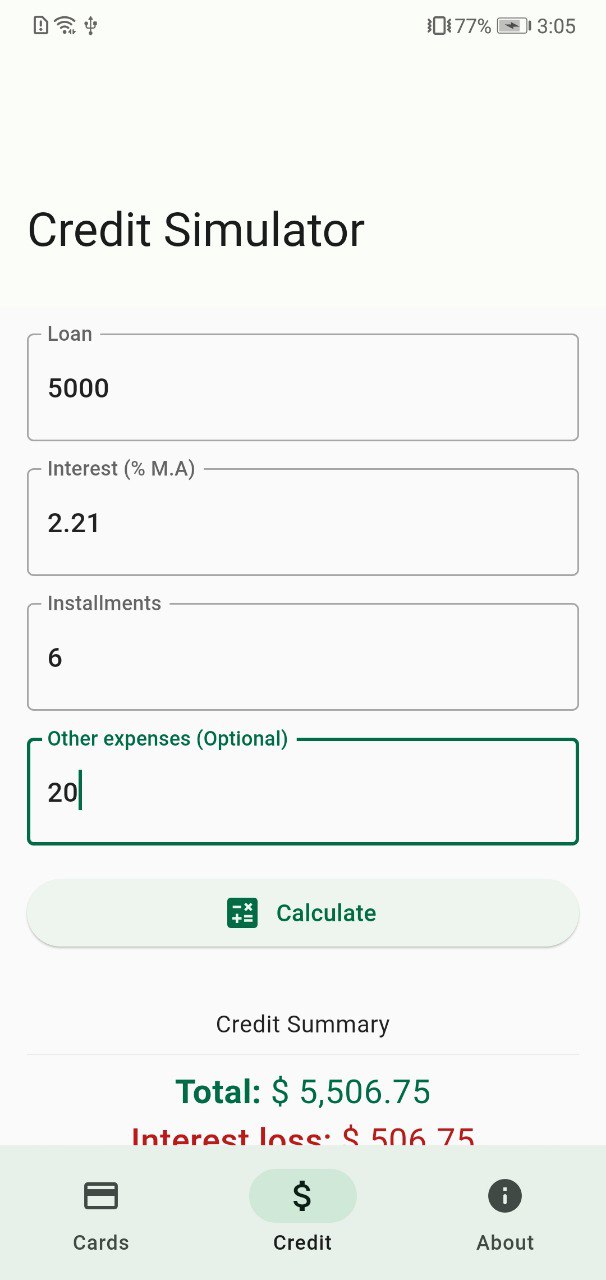 77% 3:05
Credit Simulator
Loan
5000
Interest (% M.A)
2.21
Installments
6
Other expenses (Optional)
20
Calculate
Credit Summary
Total: $ 5,506.75
Interest loss: $ 506.75
Cards Credit About